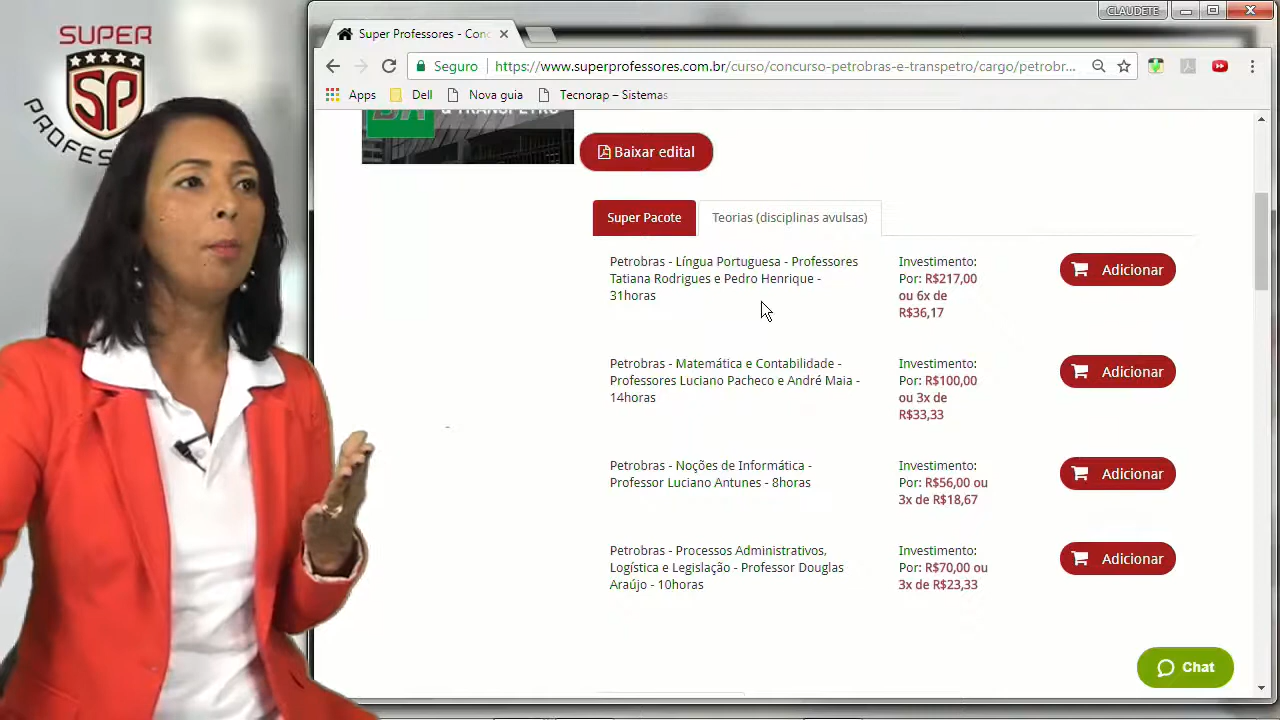 SUPER
SP
PROFES
CLAUDETE
Super Professores - Conc
Seguro
https://www.superprofessores.com.br/curso/concurso-petrobras-e-transpetro/cargo/petrobr...
Apps
Dell
Nova guia
Tecnorap – Sistemas
BR
& TRANSPETRO
Baixar edital
Super Pacote
Teorias (disciplinas avulsas)
Petrobras - Língua Portuguesa - Professores
Tatiana Rodrigues e Pedro Henrique -
31horas
Investimento:
Por: R$217,00
ou 6x de
R$36,17
Adicionar
Petrobras - Matemática e Contabilidade -
Professores Luciano Pacheco e André Maia -
14horas
Investimento:
Por: R$100,00
ou 3x de
R$33,33
Adicionar
Petrobras - Noções de Informática -
Professor Luciano Antunes - 8horas
Investimento:
Por: R$56,00 ou
3x de R$18,67
Adicionar
Petrobras - Processos Administrativos,
Logística e Legislação - Professor Douglas
Araújo - 10horas
Investimento:
Por: R$70,00 ou
3x de R$23,33
Adicionar
Chat